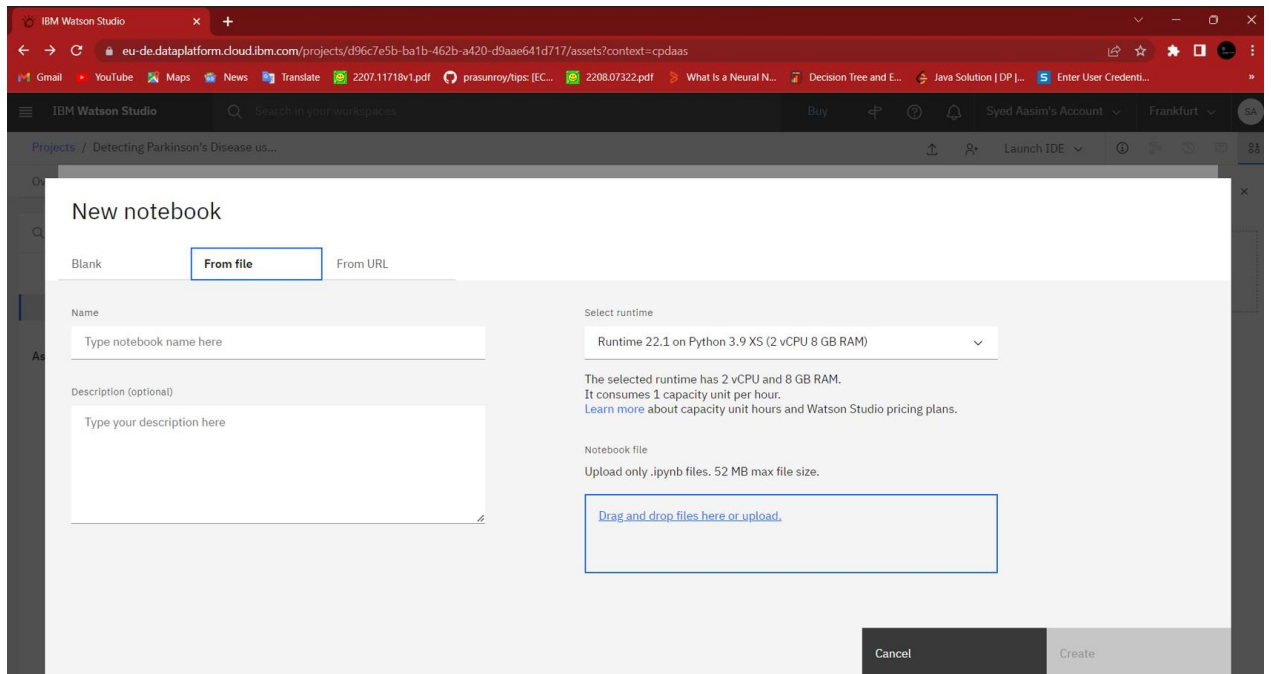 IBM Watson Studio
eu-de.dataplatform.cloud.ibm.com/projects/d96c7e5b-ba1b-462b-a420-d9aae641d717/assets?context=cpdaas
Gmail YouTube Maps News Translate 2207.11718v1.pdf prasunroy/tips: [EC... 2208.07322.pdf What Is a Neural N... Decision Tree and E... Java Solution | DP |... Enter User Credenti... »
IBM Watson Studio Search in your workspaces Buy Syed Aasim's Account Frankfurt SA
Projects / Detecting Parkinson's Disease us... Launch IDE
Ov
New notebook
Blank From file From URL
Name Select runtime
Type notebook name here Runtime 22.1 on Python 3.9 XS (2 vCPU 8 GB RAM)
As
The selected runtime has 2 vCPU and 8 GB RAM.
It consumes 1 capacity unit per hour.
Description (optional)
Learn more about capacity unit hours and Watson Studio pricing plans.
Type your description here
Notebook file
Upload only .ipynb files. 52 MB max file size.
Drag and drop files here or upload.
Cancel Create